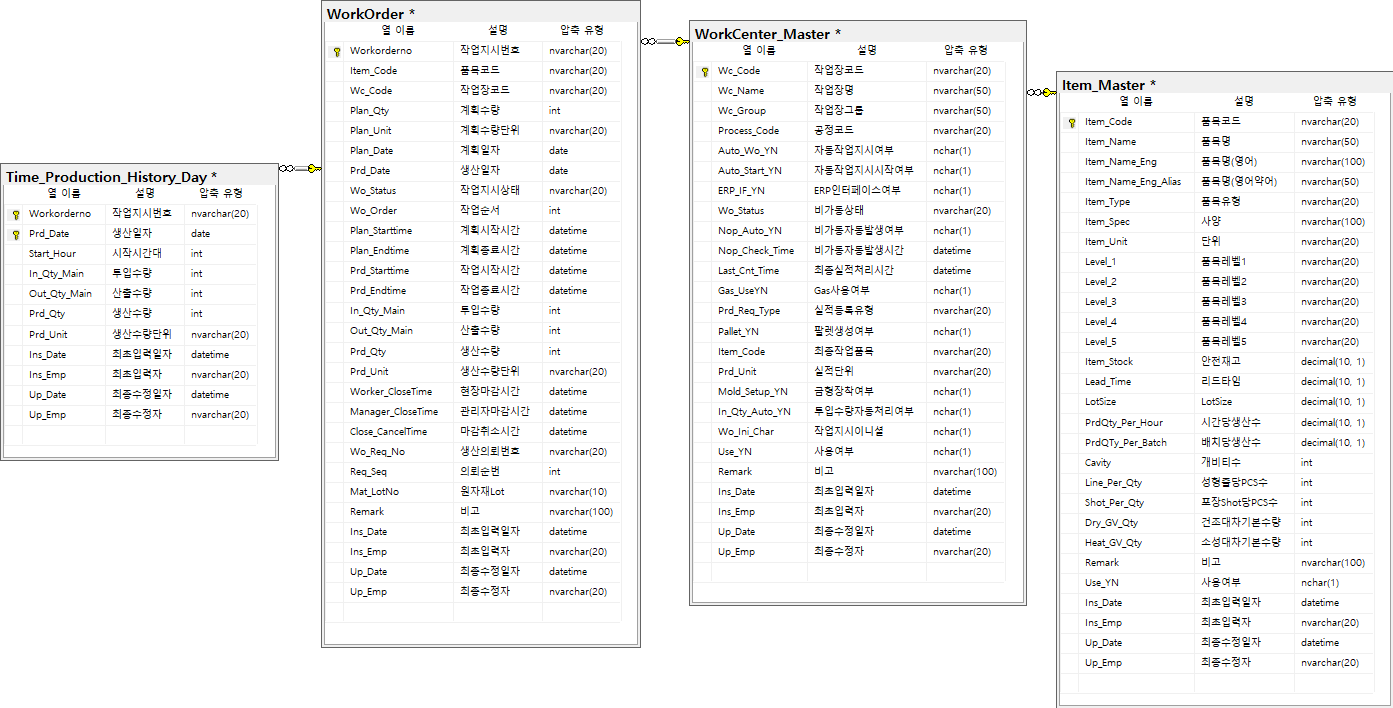 Time_Production_History_Day *
열 이름 설명 압축 유형
Workorderno 작업지시번호 nvarchar(20)
Prd_Date 생산일자 date
Start_Hour 시작시간대 int
In_Qty_Main 투입수량 int
Out_Qty_Main 산출수량 int
Prd_Qty 생산수량 int
Prd_Unit 생산수량단위 nvarchar(20)
Ins_Date 최초입력일자 datetime
Ins_Emp 최초입력자 nvarchar(20)
Up_Date 최종수정일자 datetime
Up_Emp 최종수정자 nvarchar(20)
WorkOrder *
열 이름 설명 압축 유형
Workorderno 작업지시번호 nvarchar(20)
Item_Code 품목코드 nvarchar(20)
Wc_Code 작업장코드 nvarchar(20)
Plan_Qty 계획수량 int
Plan_Unit 계획수량단위 nvarchar(20)
Plan_Date 계획일자 date
Prd_Date 생산일자 date
Wo_Status 작업지시상태 nvarchar(20)
Wo_Order 작업순서 int
Plan_Starttime 계획시작시간 datetime
Plan_Endtime 계획종료시간 datetime
Prd_Starttime 작업시작시간 datetime
Prd_Endtime 작업종료시간 datetime
In_Qty_Main 투입수량 int
Out_Qty_Main 산출수량 int
Prd_Qty 생산수량 int
Prd_Unit 생산수량단위 nvarchar(20)
Worker_CloseTime 현장마감시간 datetime
Manager_CloseTime 관리자마감시간 datetime
Close_CancelTime 마감취소시간 datetime
Wo_Req_No 생산의뢰번호 nvarchar(20)
Req_Seq 의뢰순번 int
Mat_LotNo 원자재Lot nvarchar(10)
Remark 비고 nvarchar(100)
Ins_Date 최초입력일자 datetime
Ins_Emp 최초입력자 nvarchar(20)
Up_Date 최종수정일자 datetime
Up_Emp 최종수정자 nvarchar(20)
WorkCenter_Master *
열 이름 설명 압축 유형
Wc_Code 작업장코드 nvarchar(20)
Wc_Name 작업장명 nvarchar(50)
Wc_Group 작업장그룹 nvarchar(50)
Process_Code 공정코드 nvarchar(20)
Auto_Wo_YN 자동작업지시여부 nchar(1)
Auto_Start_YN 자동작업지시시작여부 nchar(1)
ERP_IF_YN ERP인터페이스여부 nchar(1)
Wo_Status 비가동상태 nvarchar(20)
Nop_Auto_YN 비가동자동발생여부 nchar(1)
Nop_Check_Time 비가동자동발생시간 datetime
Last_Cnt_Time 최종실적처리시간 datetime
Gas_UseYN Gas사용여부 nchar(1)
Prd_Req_Type 실적등록유형 nvarchar(20)
Pallet_YN 팔렛생성여부 nchar(1)
Item_Code 최종작업품목 nvarchar(20)
Prd_Unit 실적단위 nvarchar(20)
Mold_Setup_YN 금형장착여부 nchar(1)
In_Qty_Auto_YN 투입수량자동처리여부 nchar(1)
Wo_Ini_Char 작업지시이니셜 nchar(1)
Use_YN 사용여부 nchar(1)
Remark 비고 nvarchar(100)
Ins_Date 최초입력일자 datetime
Ins_Emp 최초입력자 nvarchar(20)
Up_Date 최종수정일자 datetime
Up_Emp 최종수정자 nvarchar(20)
Item_Master *
열 이름 설명 압축 유형
Item_Code 품목코드 nvarchar(20)
Item_Name 품목명 nvarchar(50)
Item_Name_Eng 품목명(영어) nvarchar(100)
Item_Name_Eng_Alias 품목명(영어약어) nvarchar(50)
Item_Type 품목유형 nvarchar(20)
Item_Spec 사양 nvarchar(100)
Item_Unit 단위 nvarchar(20)
Level_1 품목레벨1 nvarchar(20)
Level_2 품목레벨2 nvarchar(20)
Level_3 품목레벨3 nvarchar(20)
Level_4 품목레벨4 nvarchar(20)
Level_5 품목레벨5 nvarchar(20)
Item_Stock 안전재고 decimal(10, 1)
Lead_Time 리드타임 decimal(10, 1)
LotSize LotSize decimal(10, 1)
PrdQty_Per_Hour 시간당생산수 decimal(10, 1)
PrdQTy_Per_Batch 배치당생산수 decimal(10, 1)
Cavity 개비티수 int
Line_Per_Qty 성형줄당PCS수 int
Shot_Per_Qty 포장Shot당PCS수 int
Dry_GV_Qty 건조대차기본수량 int
Heat_GV_Qty 소성대차기본수량 int
Remark 비고 nvarchar(100)
Use_YN 사용여부 nchar(1)
Ins_Date 최초입력일자 datetime
Ins_Emp 최초입력자 nvarchar(20)
Up_Date 최종수정일자 datetime
Up_Emp 최종수정자 nvarchar(20)